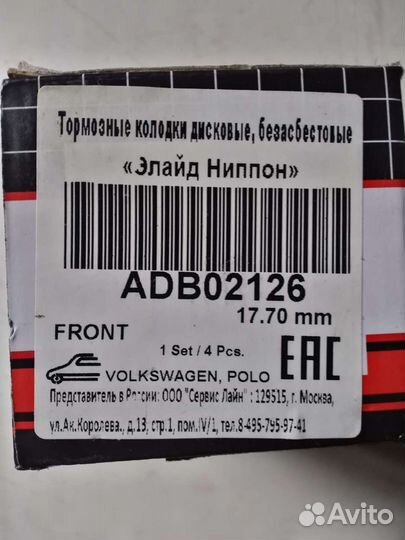 Тормозные колодки дисковые, безасбестовые
«Элайд Ниппон»
ADB02126
17.70 mm
FRONT
1 Set / 4 Pcs.
EAC
VOLKSWAGEN, POLO
Представитель в России: ООО "Сервис Лайн" : 129515, г. Москва,
ул.Ак.Королева., д.13, стр.1, пом.IV/1, тел.8-495-795-97-41
Avito